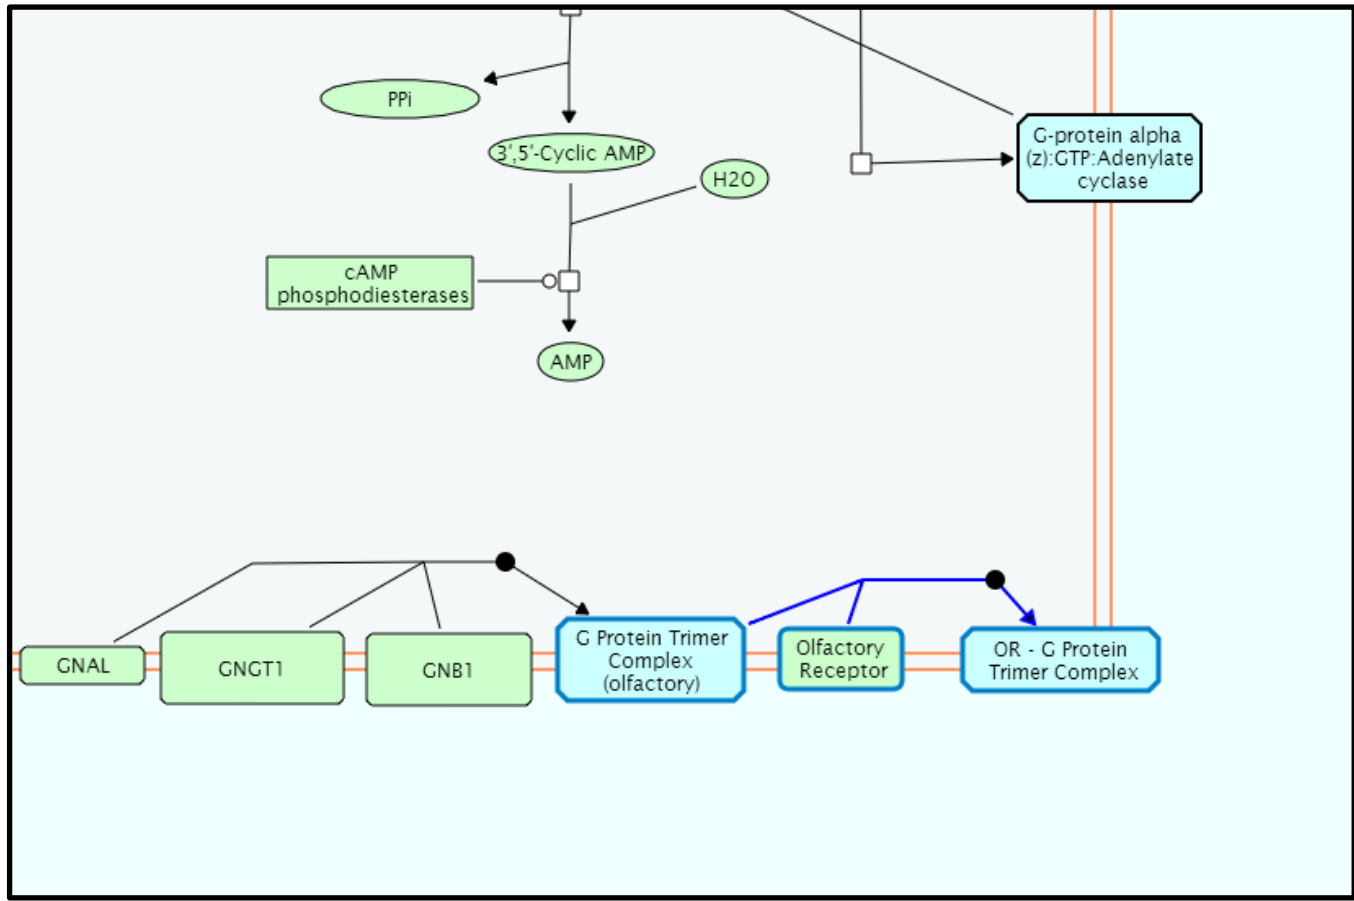 PPi
3',5'-Cyclic AMP
H2O
G-protein alpha
(z):GTP:Adenylate
cyclase
cAMP
phosphodiesterases
AMP
GNAL
GNGT1
GNB1
G Protein Trimer
Complex
(olfactory)
Olfactory
Receptor
OR - G Protein
Trimer Complex